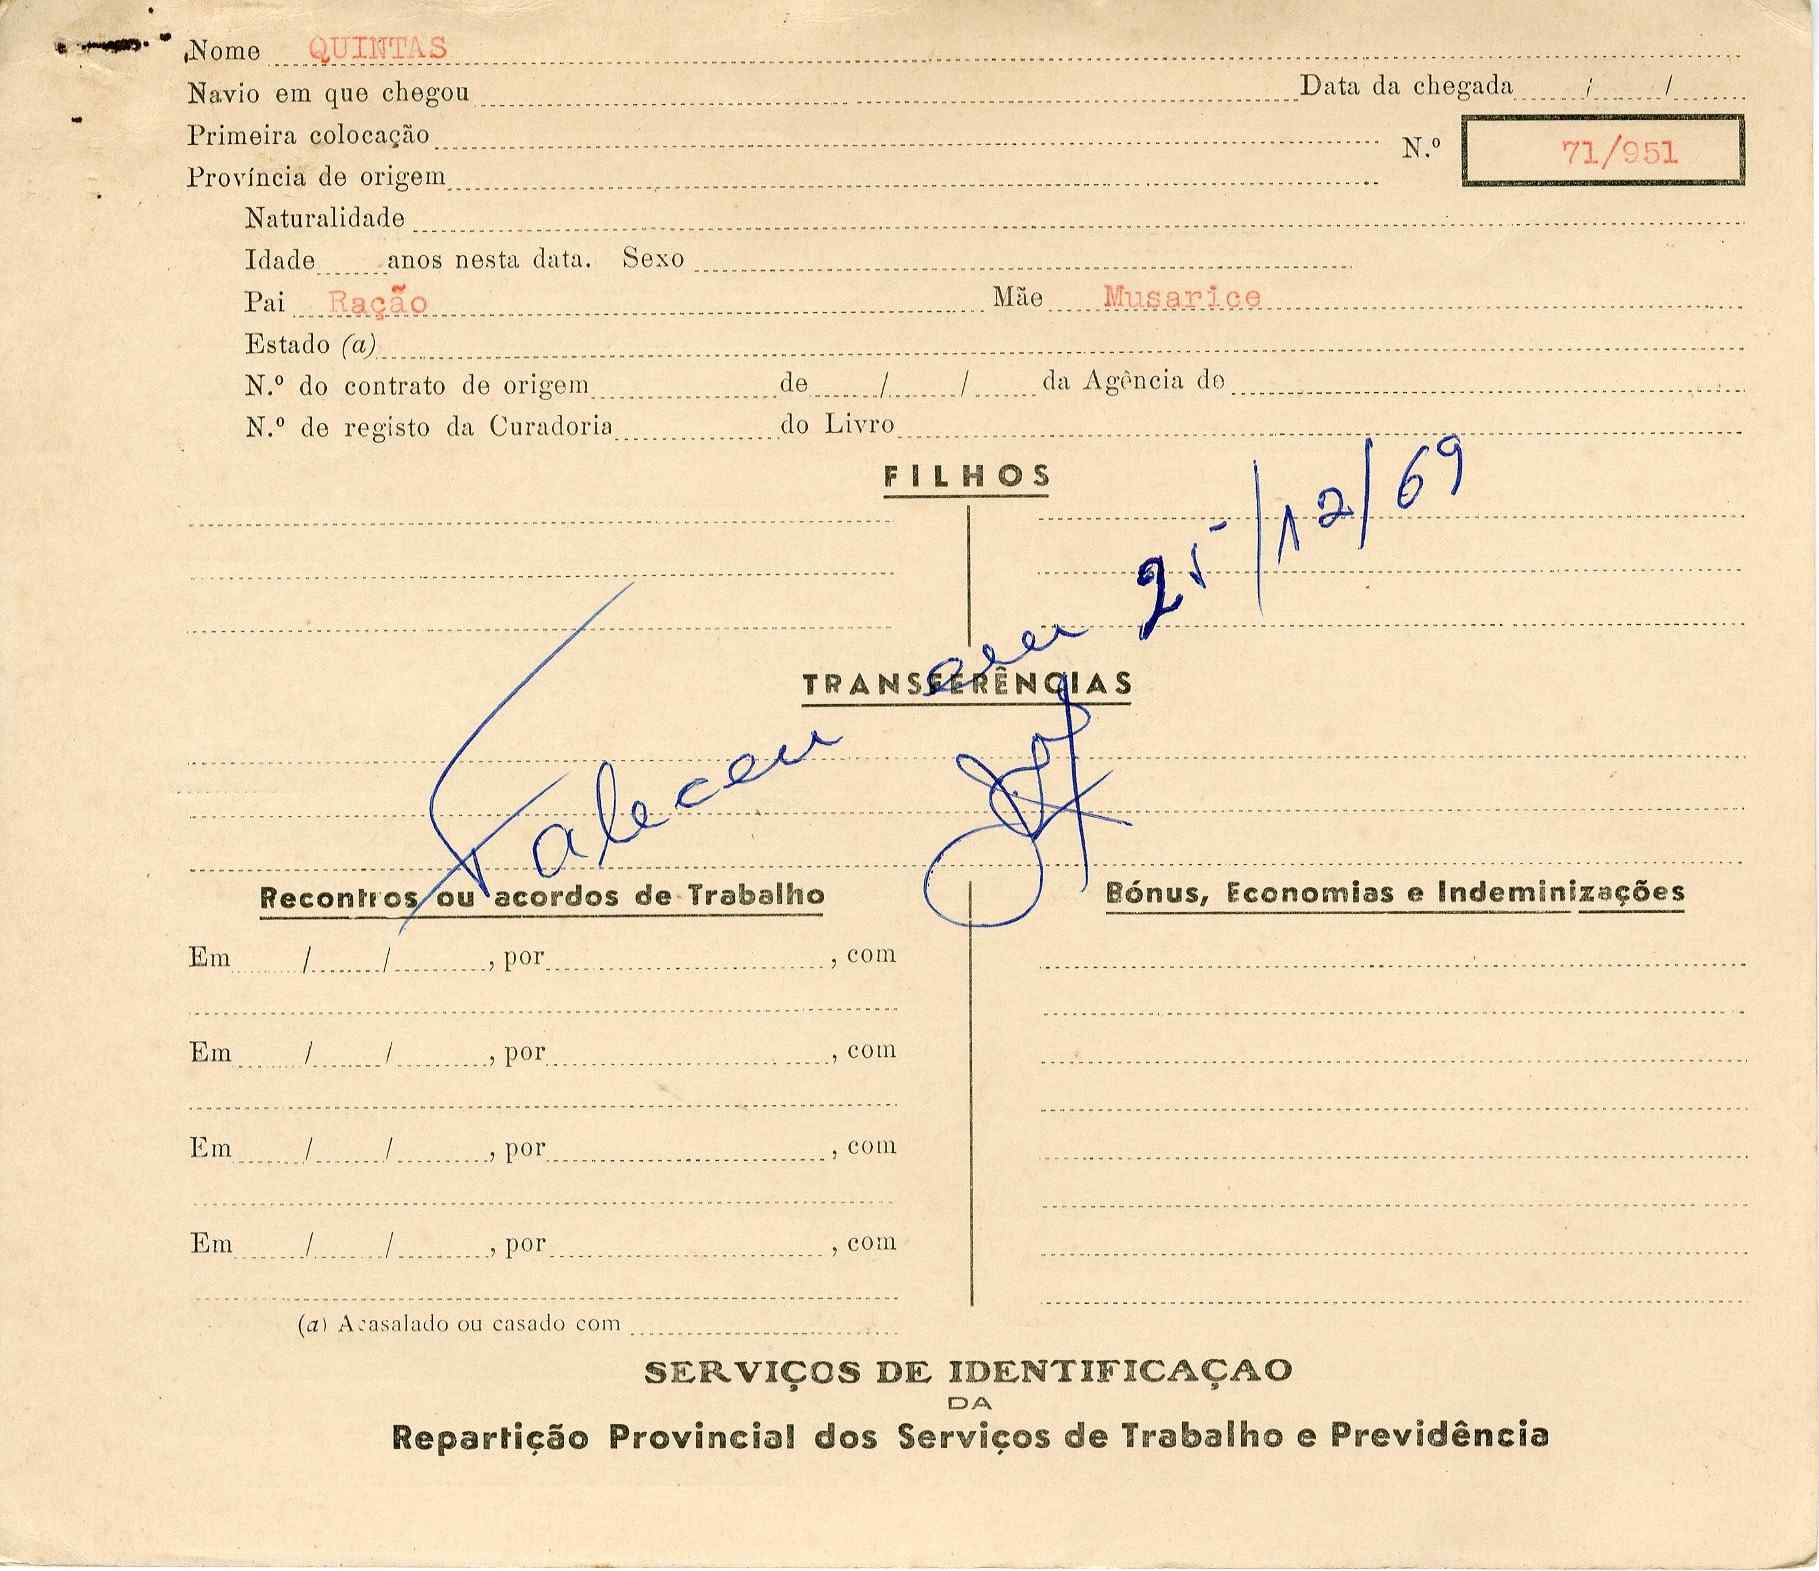 Nome QUINTAS
Navio em que chegou Data da chegada / /
Primeira colocação
N.º 71/951
Província de origem
Naturalidade
Idade anos nesta data. Sexo
Pai Ração Mãe Musarice
Estado (a)
N.º do contrato de origem de / / da Agência de
N.º de registo da Curadoria do Livro
FILHOS
Faleceu em 25/12/69
TRANSFERÊNCIAS
Recontros ou acordos de Trabalho
Bónus, Economias e Indeminizações
Em / / , por , com
Em / / , por , com
Em / / , por , com
Em / / , por , com
(a) Acasalado ou casado com
SERVIÇOS DE IDENTIFICAÇAO
DA
Repartição Provincial dos Serviços de Trabalho e Previdência